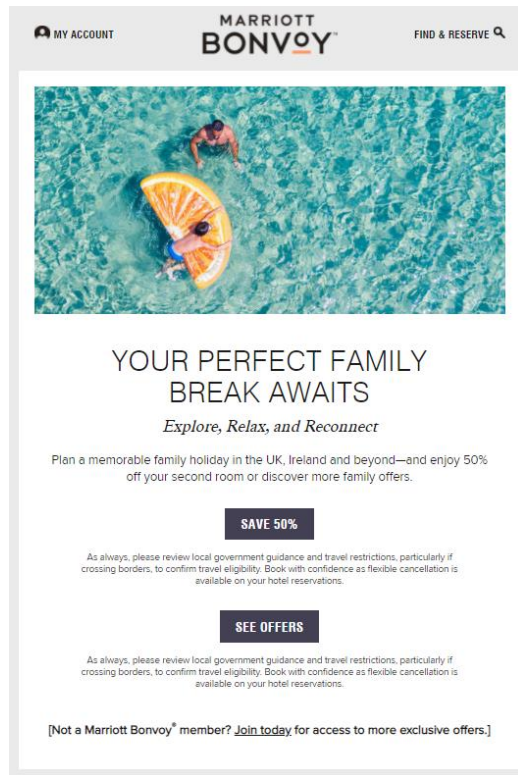 MY ACCOUNT
MARRIOTT
BONVOY™
FIND & RESERVE
YOUR PERFECT FAMILY
BREAK AWAITS
Explore, Relax, and Reconnect
Plan a memorable family holiday in the UK, Ireland and beyond—and enjoy 50%
off your second room or discover more family offers.
SAVE 50%
As always, please review local government guidance and travel restrictions, particularly if
crossing borders, to confirm travel eligibility. Book with confidence as flexible cancellation is
available on your hotel reservations.
SEE OFFERS
As always, please review local government guidance and travel restrictions, particularly if
crossing borders, to confirm travel eligibility. Book with confidence as flexible cancellation is
available on your hotel reservations.
[Not a Marriott Bonvoy® member? Join today for access to more exclusive offers.]